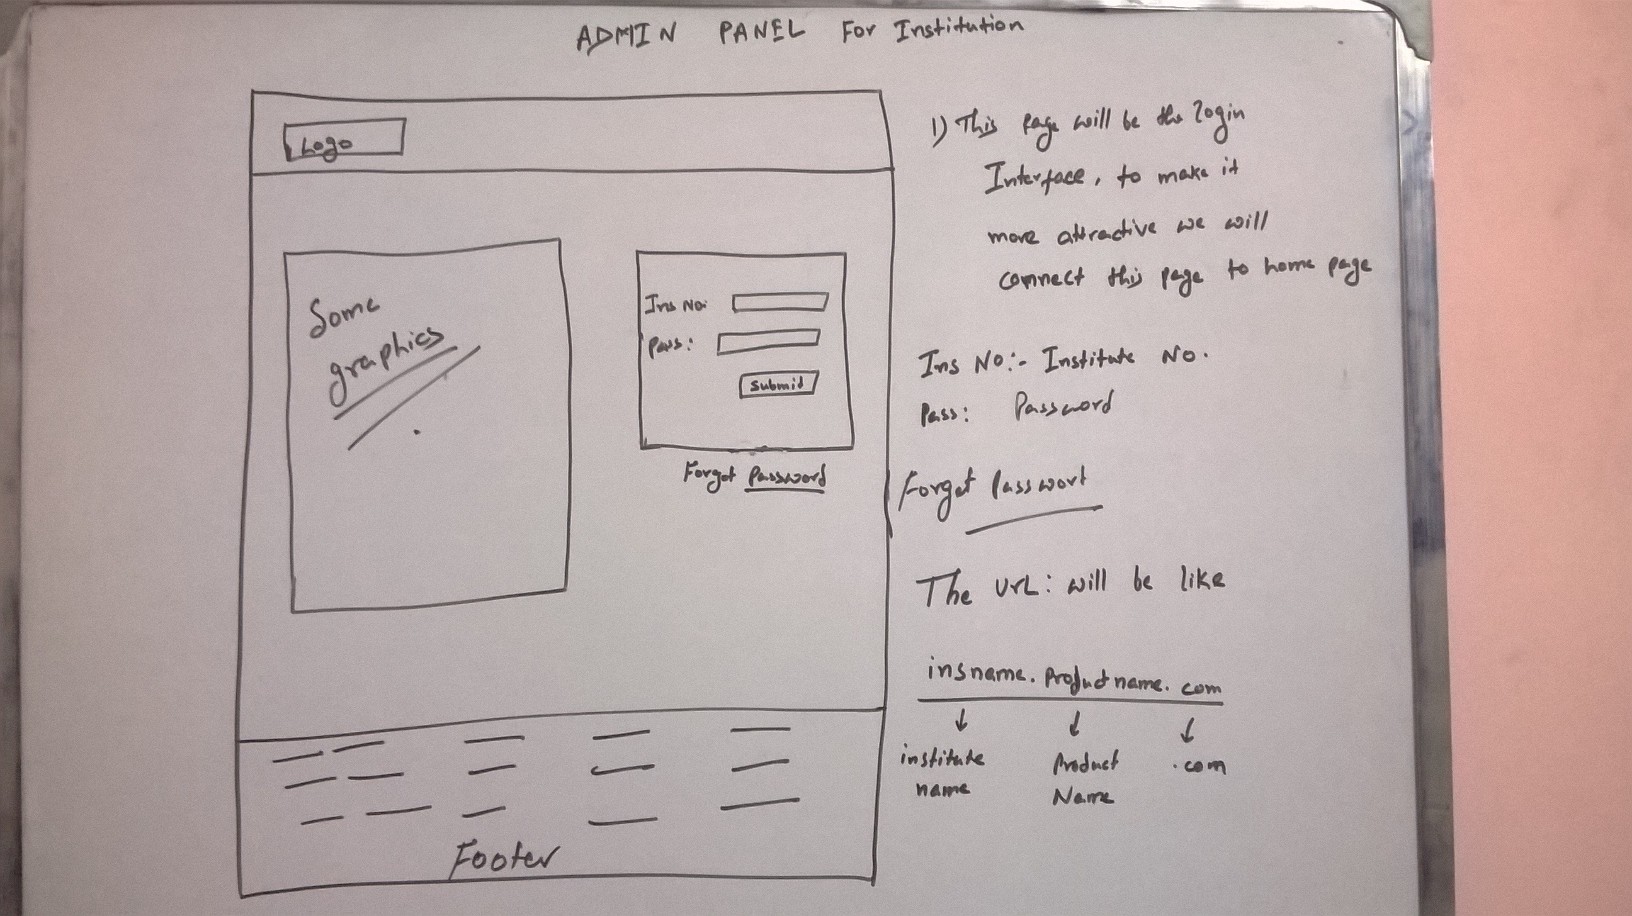 ADMIN PANEL For Institution
Logo
Some
graphics
Ins No:
Pass:
Submit
Forgot Password
Footer
1) This page will be the login
Interface, to make it
more attractive we will
connect this page to home page
Ins No:- Institute No.
Pass: Password
Forgot Passwort
The UrL: will be like
insname. Productname. com
institute
name
Product
Name
.com